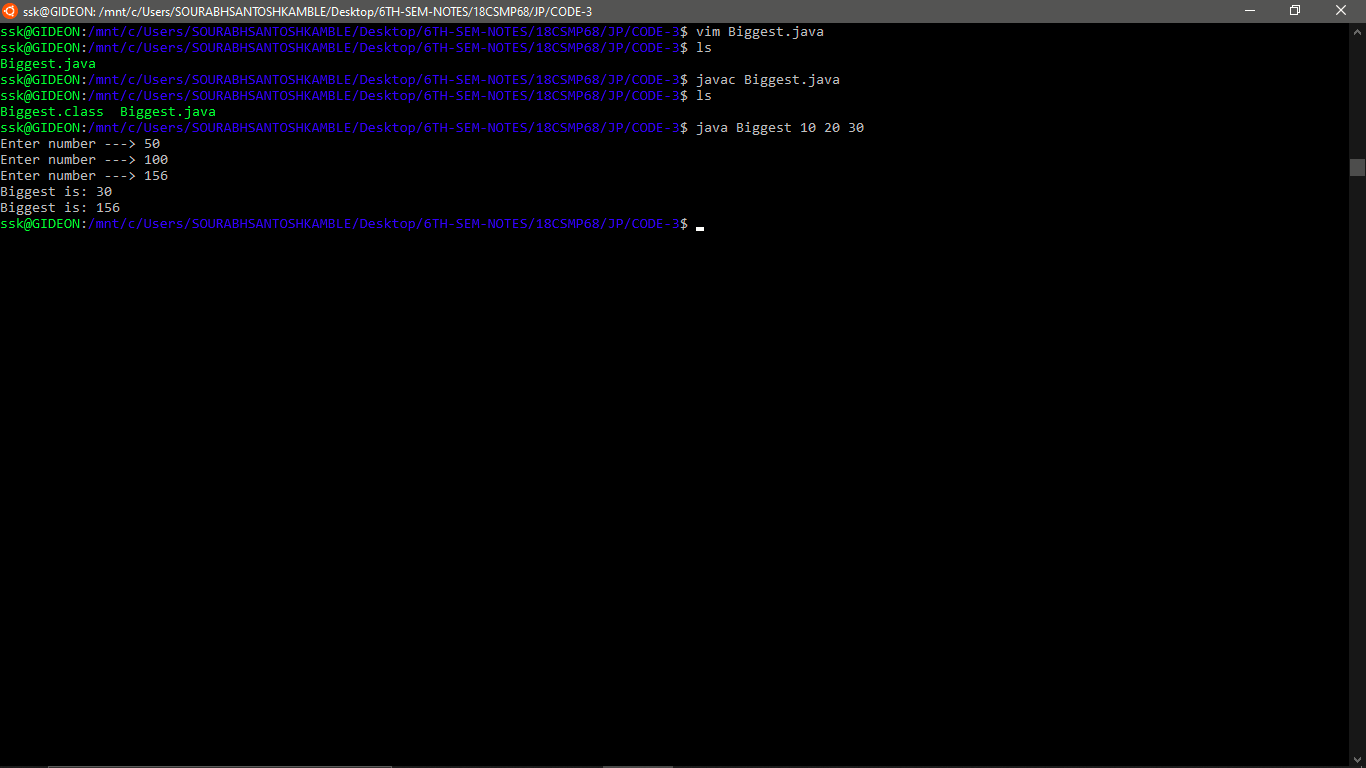 ssk@GIDEON: /mnt/c/Users/SOURABHSANTOSHKAMBLE/Desktop/6TH-SEM-NOTES/18CSMP68/JP/CODE-3
ssk@GIDEON:/mnt/c/Users/SOURABHSANTOSHKAMBLE/Desktop/6TH-SEM-NOTES/18CSMP68/JP/CODE-3$ vim Biggest.java
ssk@GIDEON:/mnt/c/Users/SOURABHSANTOSHKAMBLE/Desktop/6TH-SEM-NOTES/18CSMP68/JP/CODE-3$ ls
Biggest.java
ssk@GIDEON:/mnt/c/Users/SOURABHSANTOSHKAMBLE/Desktop/6TH-SEM-NOTES/18CSMP68/JP/CODE-3$ javac Biggest.java
ssk@GIDEON:/mnt/c/Users/SOURABHSANTOSHKAMBLE/Desktop/6TH-SEM-NOTES/18CSMP68/JP/CODE-3$ ls
Biggest.class  Biggest.java
ssk@GIDEON:/mnt/c/Users/SOURABHSANTOSHKAMBLE/Desktop/6TH-SEM-NOTES/18CSMP68/JP/CODE-3$ java Biggest 10 20 30
Enter number ---> 50
Enter number ---> 100
Enter number ---> 156
Biggest is: 30
Biggest is: 156
ssk@GIDEON:/mnt/c/Users/SOURABHSANTOSHKAMBLE/Desktop/6TH-SEM-NOTES/18CSMP68/JP/CODE-3$